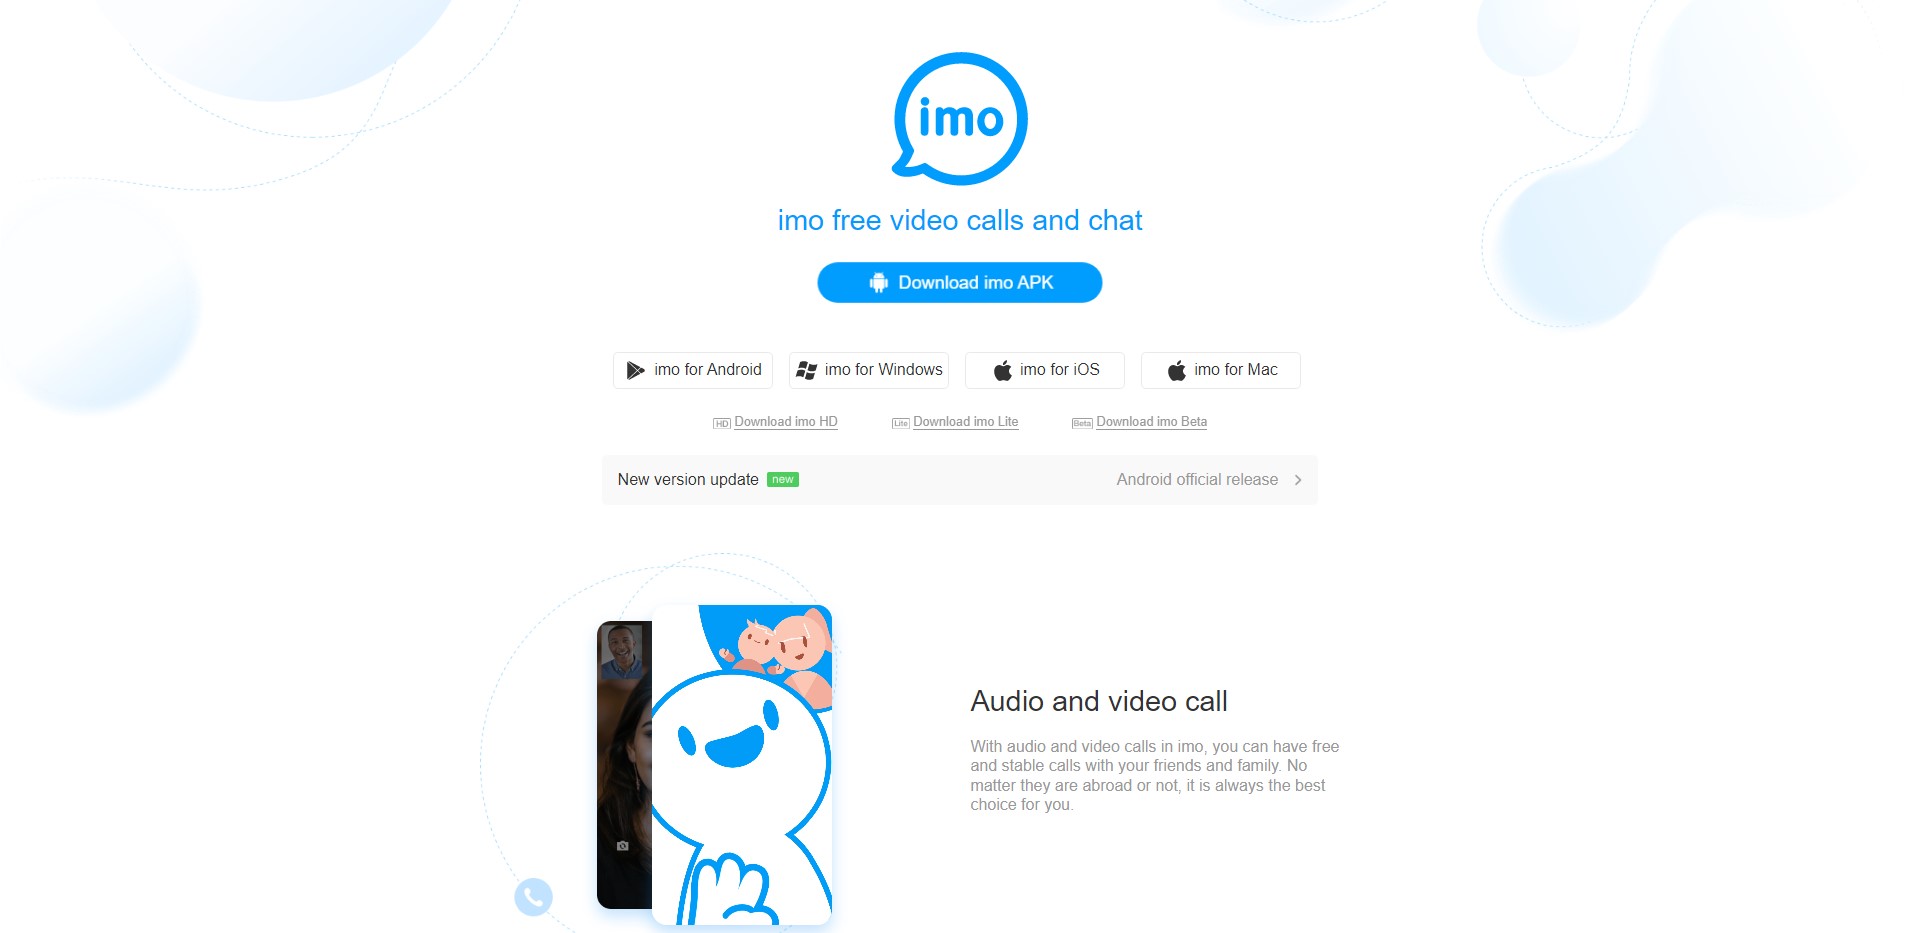 imo
imo free video calls and chat
Download imo APK
imo for Android
imo for Windows
imo for iOS
imo for Mac
HD Download imo HD
Lite Download imo Lite
Beta Download imo Beta
New version update new
Android official release
Audio and video call
With audio and video calls in imo, you can have free
and stable calls with your friends and family. No
matter they are abroad or not, it is always the best
choice for you.